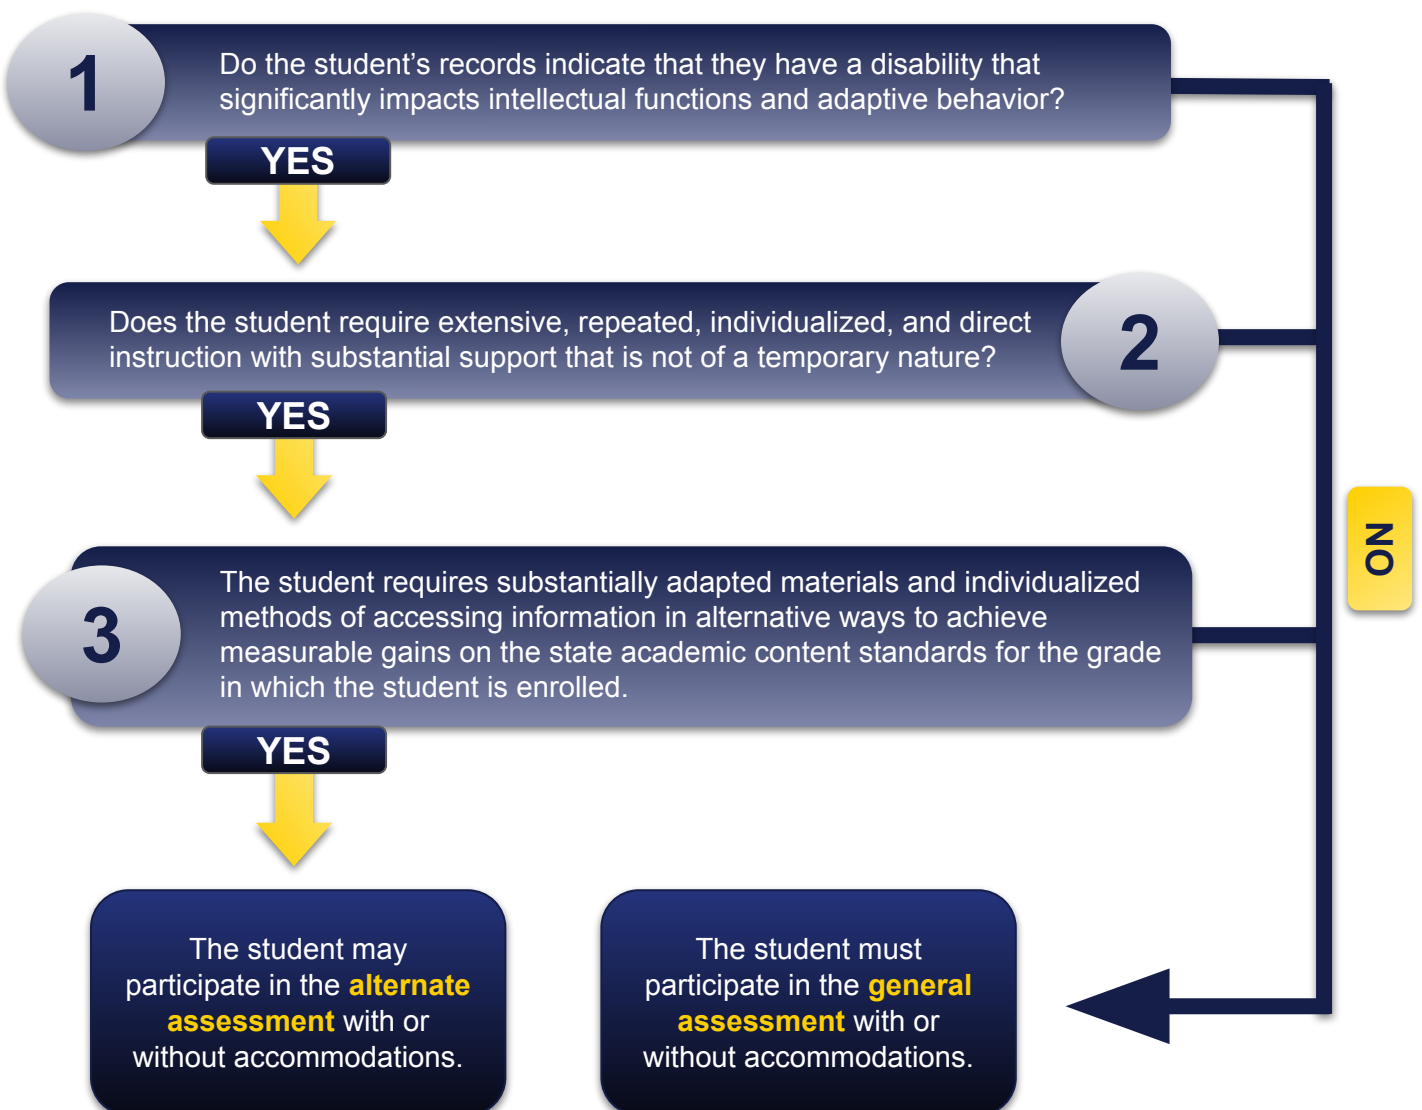 1
Do the student’s records indicate that they have a disability that
significantly impacts intellectual functions and adaptive behavior?
YES
Does the student require extensive, repeated, individualized, and direct
instruction with substantial support that is not of a temporary nature?
2
YES
NO
3
The student requires substantially adapted materials and individualized
methods of accessing information in alternative ways to achieve
measurable gains on the state academic content standards for the grade
in which the student is enrolled.
YES
The student may
participate in the alternate
assessment with or
without accommodations.
The student must
participate in the general
assessment with or
without accommodations.